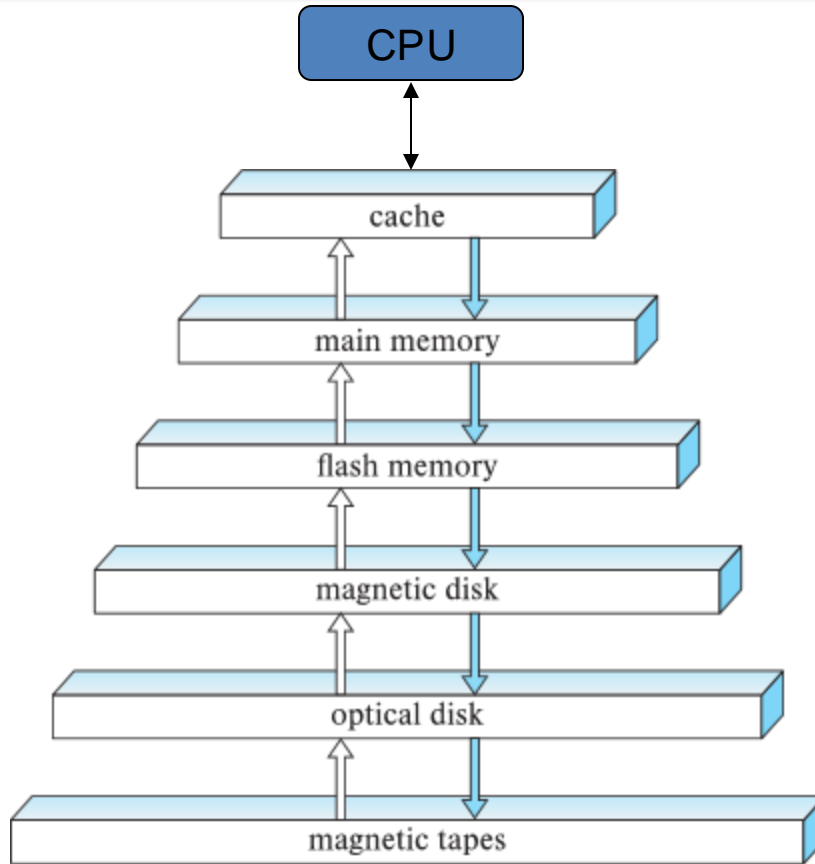 CPU
cache
main memory
flash memory
magnetic disk
optical disk
magnetic tapes